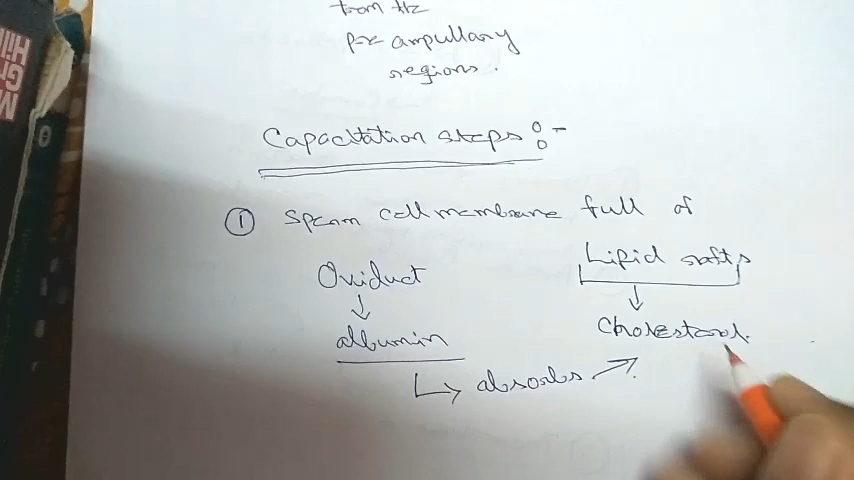 from the
pre ampullary
regions.
Capacitation steps :-
① Sperm cell membrane full of
Lipid rafts
Oviduct
↓
↓
Cholesterol.
albumin
↳ absorbs ↗